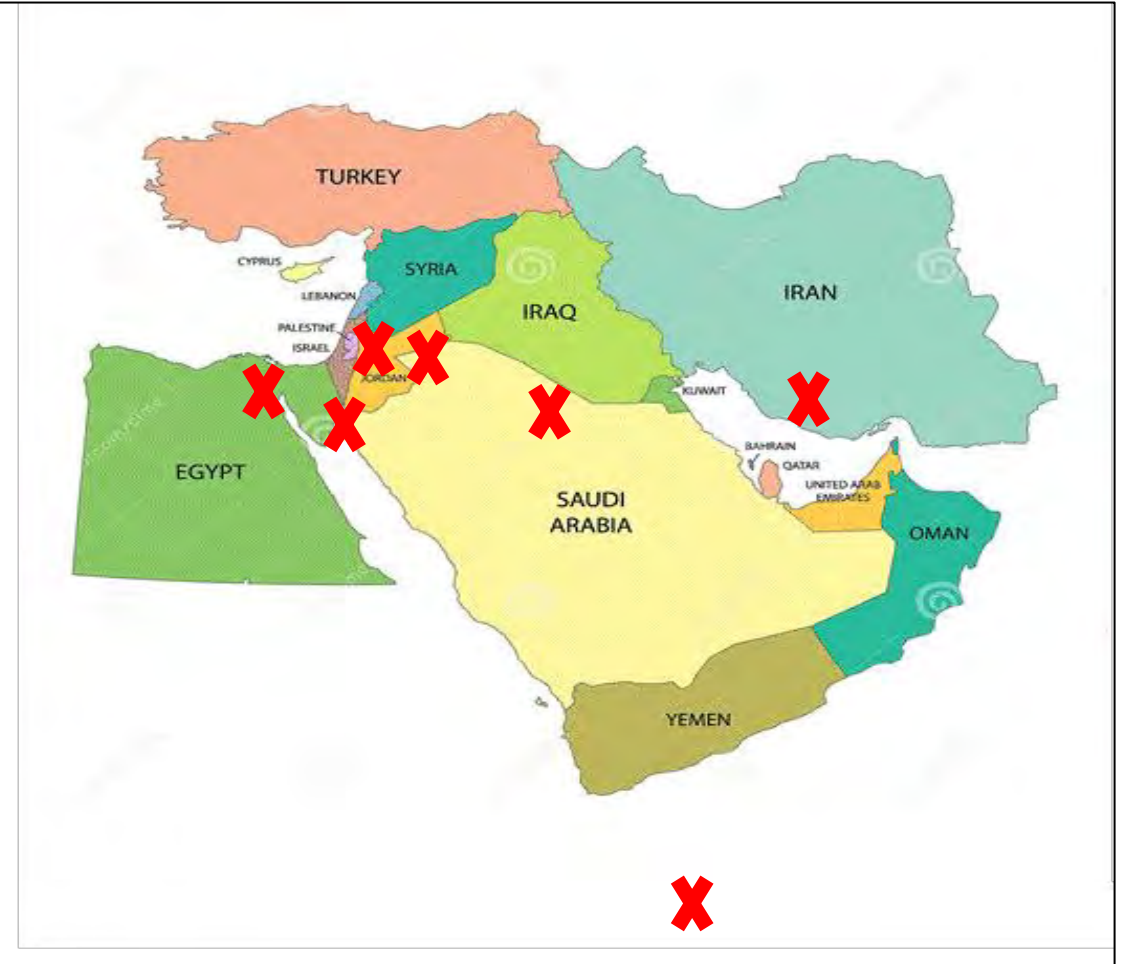 TURKEY
CYPRUS
SYRIA
LEBANON
IRAQ
IRAN
PALESTINE
ISRAEL
JORDAN
KUWAIT
EGYPT
BAHRAIN
QATAR
UNITED ARAB
EMIRATES
SAUDI
ARABIA
OMAN
YEMEN